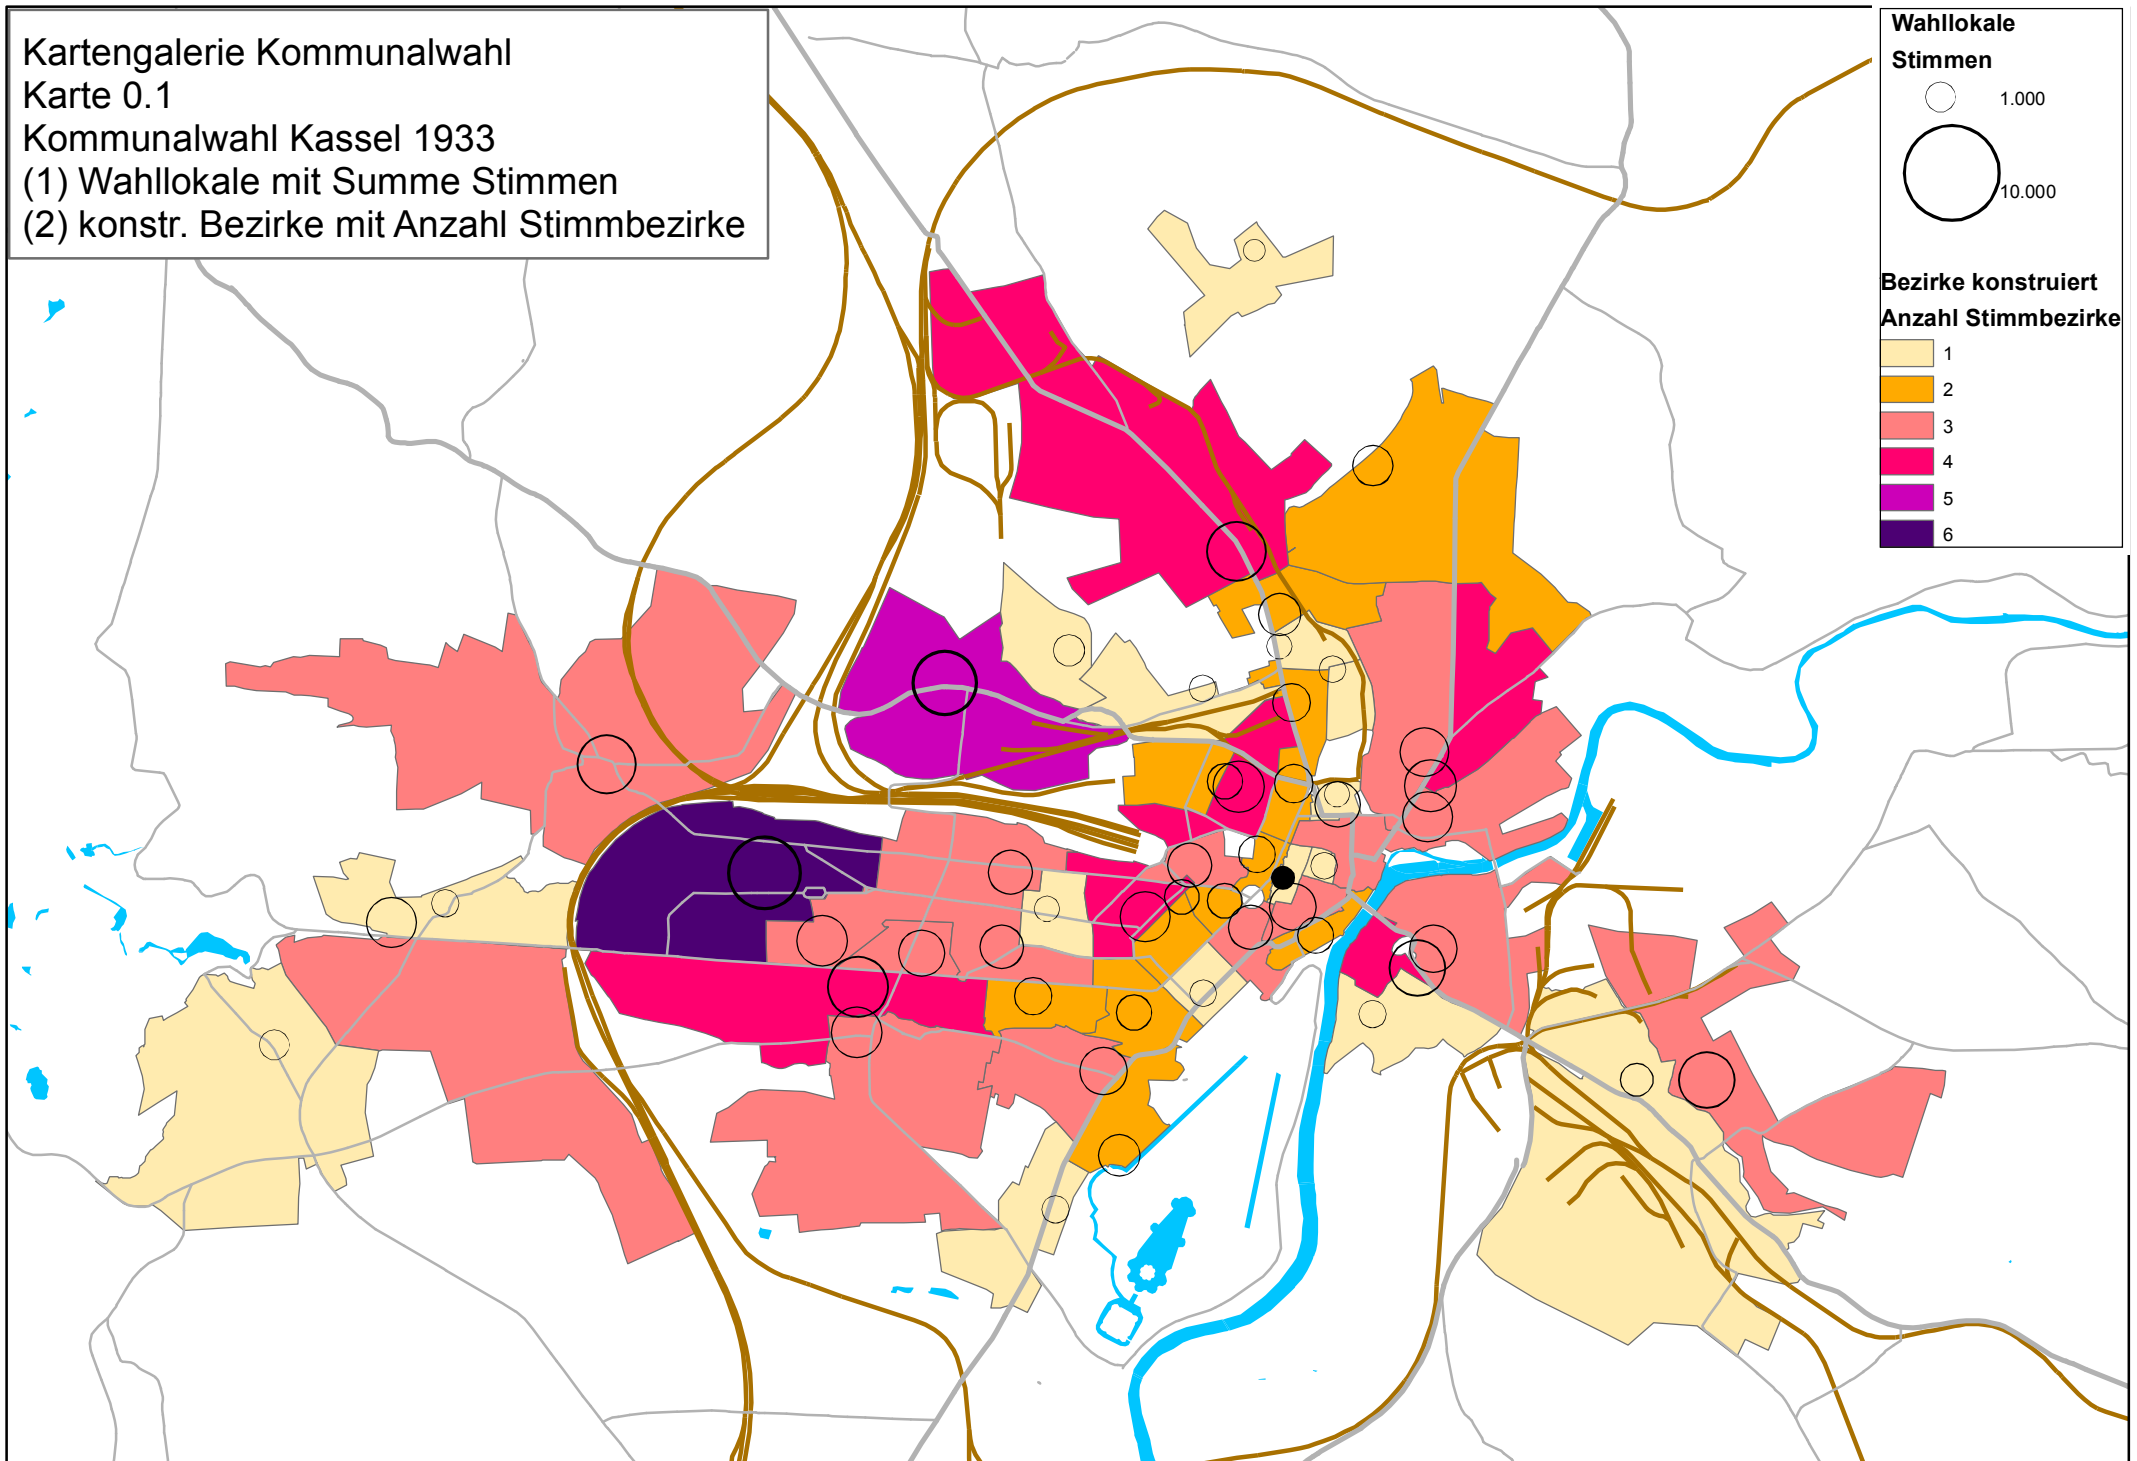 Kartengalerie Kommunalwahl
Karte 0.1
Kommunalwahl Kassel 1933
(1) Wahllokale mit Summe Stimmen
(2) konstr. Bezirke mit Anzahl Stimmbezirke
Wahllokale
Stimmen
1.000
10.000
Bezirke konstruiert
Anzahl Stimmbezirke
1
2
3
4
5
6